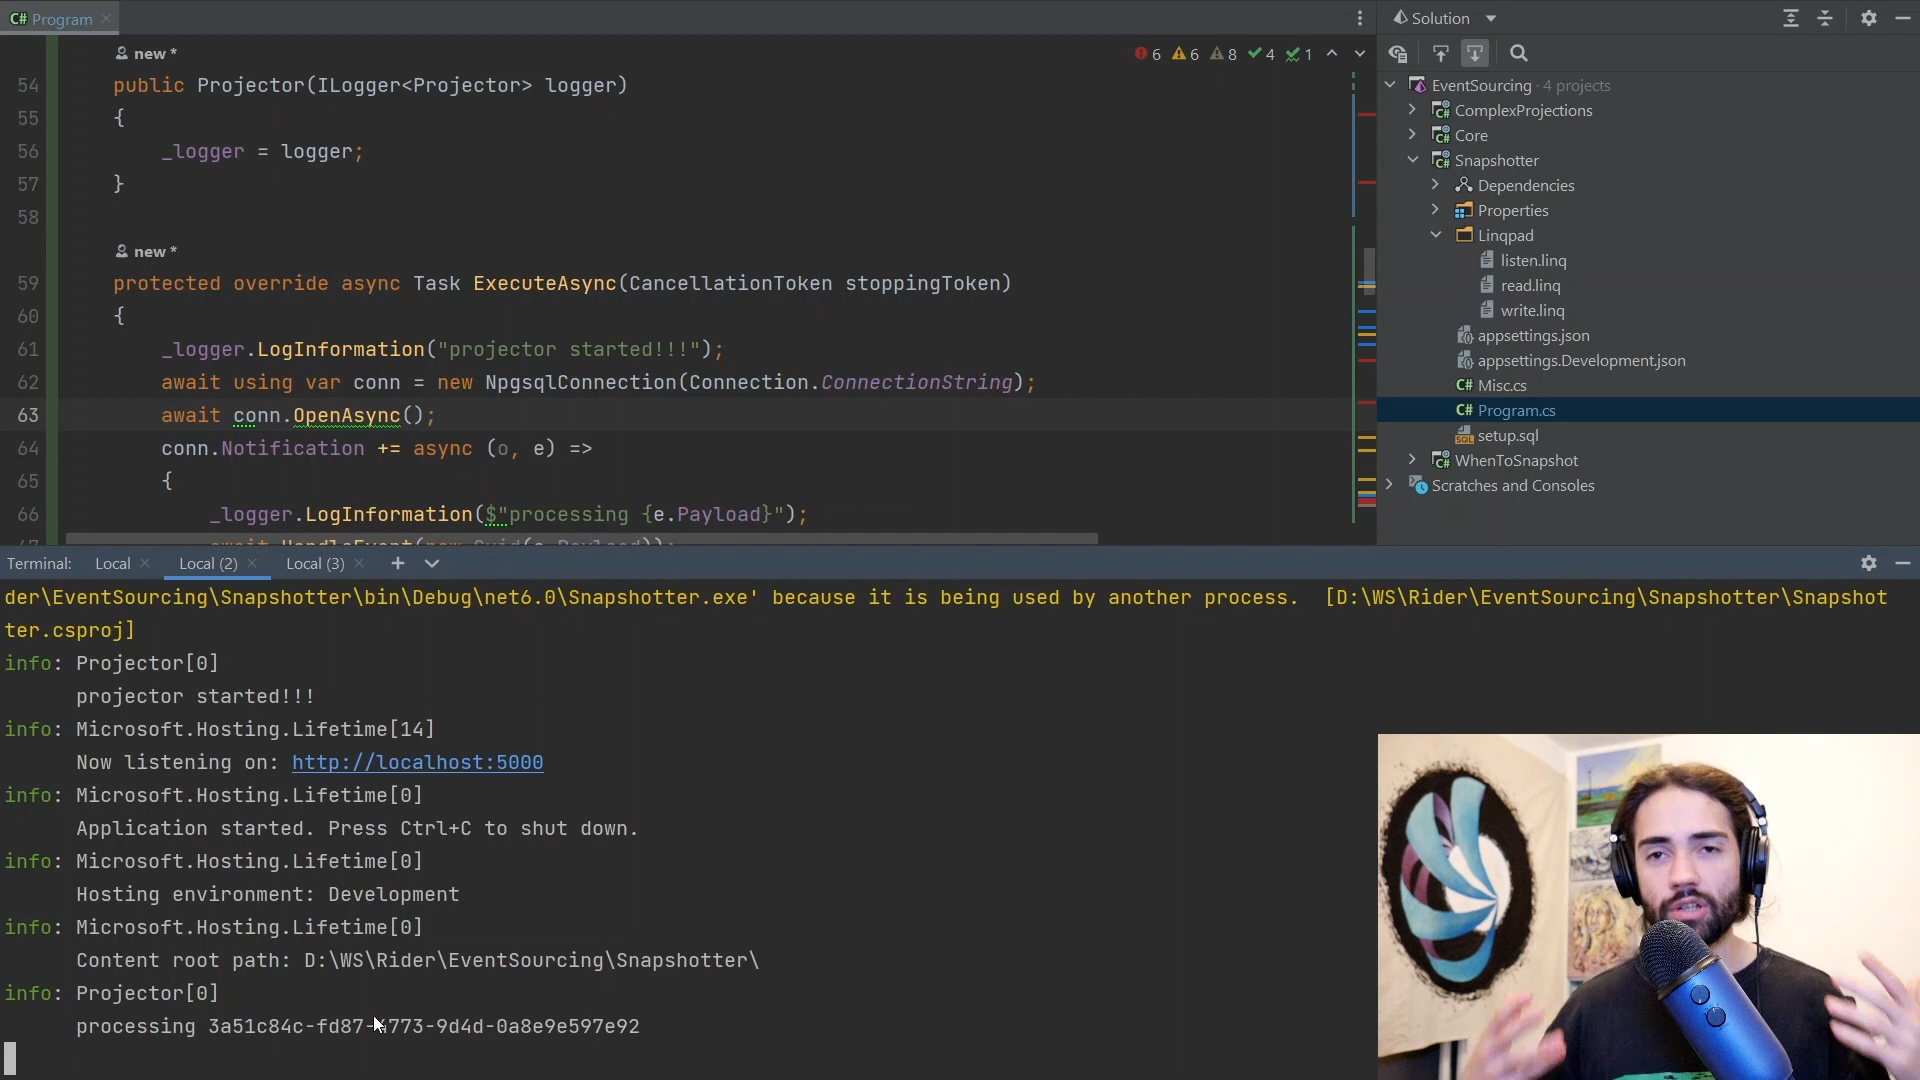 C# Program
Solution
new *
6 6 8 4 1
54 public Projector(ILogger<Projector> logger)
55 {
56 _logger = logger;
57 }
58
new *
59 protected override async Task ExecuteAsync(CancellationToken stoppingToken)
60 {
61 _logger.LogInformation("projector started!!!");
62 await using var conn = new NpgsqlConnection(Connection.ConnectionString);
63 await conn.OpenAsync();
64 conn.Notification += async (o, e) =>
65 {
66 _logger.LogInformation($"processing {e.Payload}");
EventSourcing · 4 projects
ComplexProjections
Core
Snapshotter
Dependencies
Properties
Linqpad
listen.linq
read.linq
write.linq
appsettings.json
appsettings.Development.json
C# Misc.cs
C# Program.cs
setup.sql
WhenToSnapshot
Scratches and Consoles
Terminal: Local Local (2) Local (3)
der\EventSourcing\Snapshotter\bin\Debug\net6.0\Snapshotter.exe' because it is being used by another process. [D:\WS\Rider\EventSourcing\Snapshotter\Snapshot
ter.csproj]
info: Projector[0]
projector started!!!
info: Microsoft.Hosting.Lifetime[14]
Now listening on: http://localhost:5000
info: Microsoft.Hosting.Lifetime[0]
Application started. Press Ctrl+C to shut down.
info: Microsoft.Hosting.Lifetime[0]
Hosting environment: Development
info: Microsoft.Hosting.Lifetime[0]
Content root path: D:\WS\Rider\EventSourcing\Snapshotter\
info: Projector[0]
processing